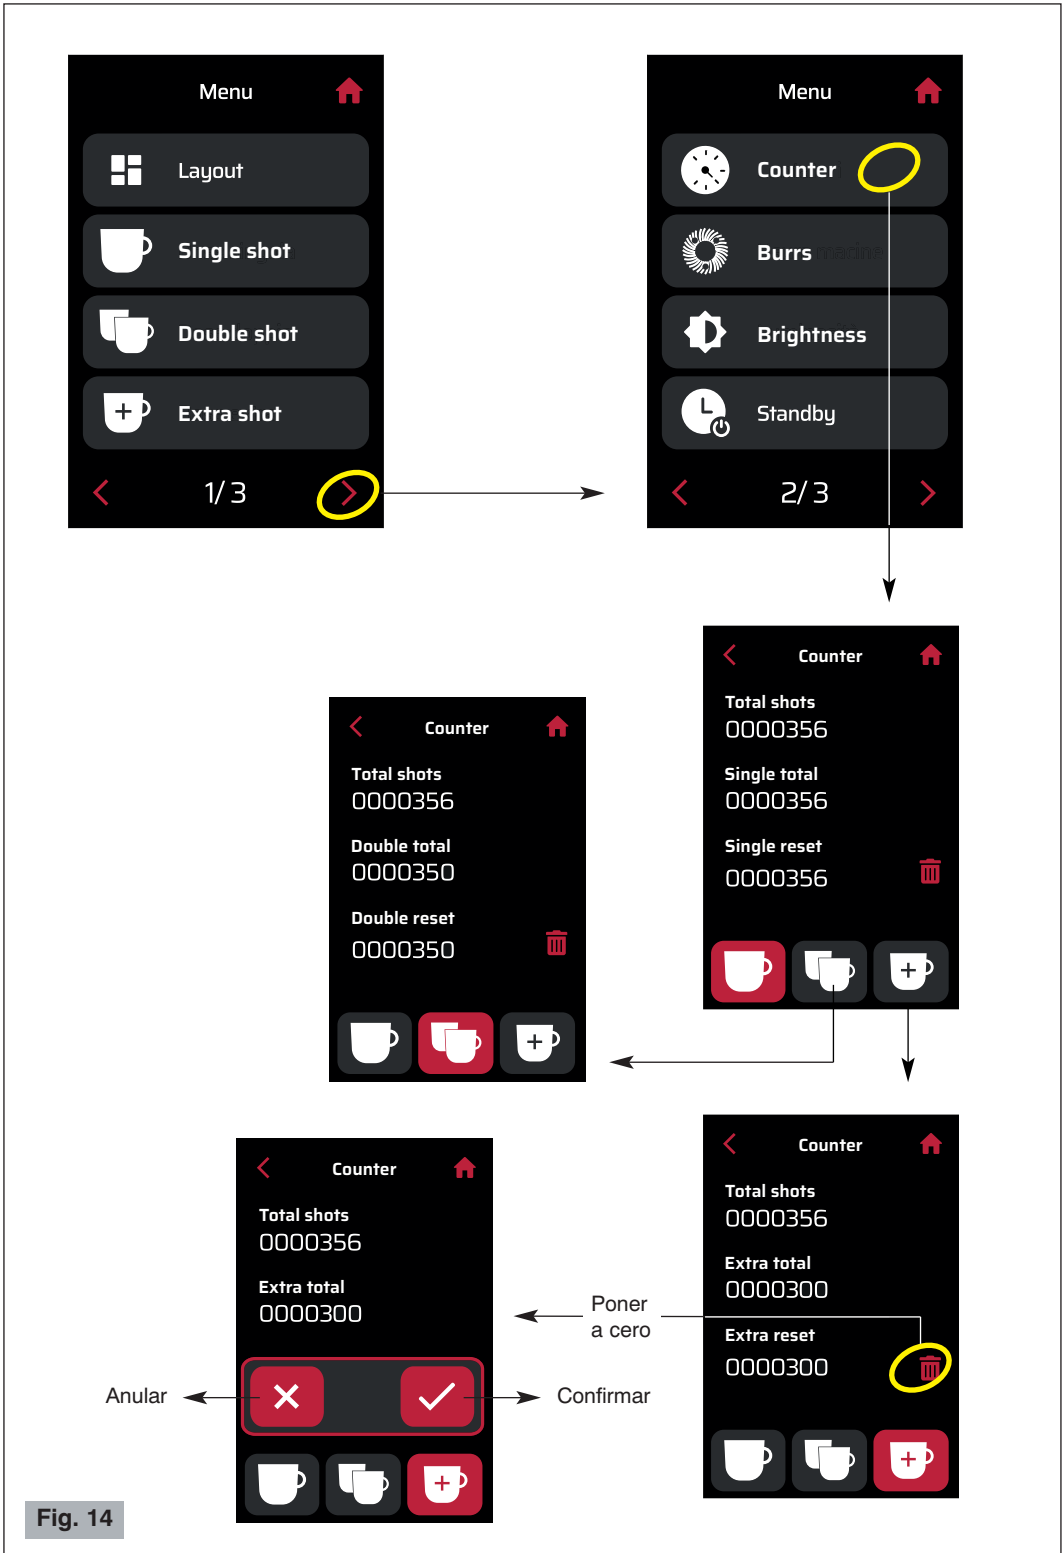 Menu
Layout
Single shot
Double shot
Extra shot
1/3
Menu
Counter
Burrs
Brightness
Standby
2/3
Counter
Total shots
0000356
Single total
0000356
Single reset
0000356
Counter
Total shots
0000356
Double total
0000350
Double reset
0000350
Counter
Total shots
0000356
Extra total
0000300
Extra reset
0000300
Poner
a cero
Counter
Total shots
0000356
Extra total
0000300
Anular
Confirmar
Fig. 14